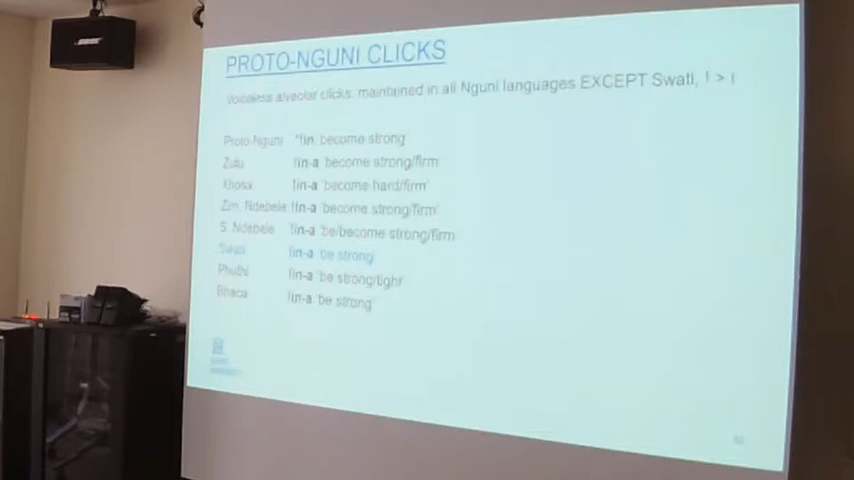 BOSE
PROTO-NGUNI CLICKS
Voiceless alveolar clicks: maintained in all Nguni languages EXCEPT Swati, ! > ǀ
Proto-Nguni *!in 'become strong'
Zulu !in-a 'become strong/firm'
Xhosa !in-a 'become hard/firm'
Zim. Ndebele !in-a 'become strong/firm'
S. Ndebele !in-a 'be/become strong/firm'
Swati ǀin-a 'be strong'
Phuthi !in-a 'be strong/tight'
Bhaca !in-a 'be strong'